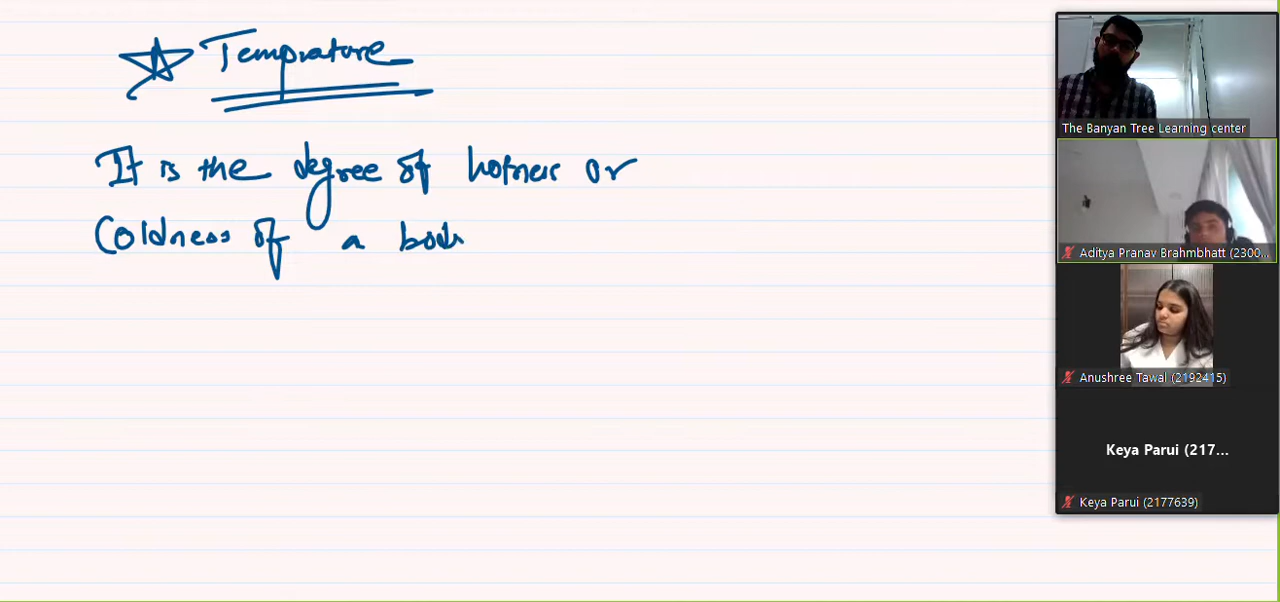 Temprature
It is the degree of hotness or
Coldness of a bod
The Banyan Tree Learning center
Aditya Pranav Brahmbhatt (2300...
Anushree Tawal (2192415)
Keya Parui (217...
Keya Parui (2177639)